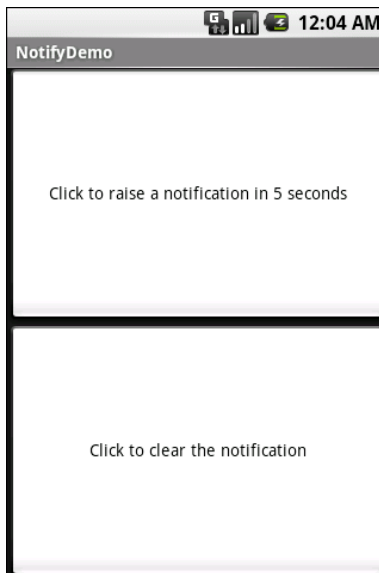 12:04 AM
NotifyDemo
Click to raise a notification in 5 seconds
Click to clear the notification